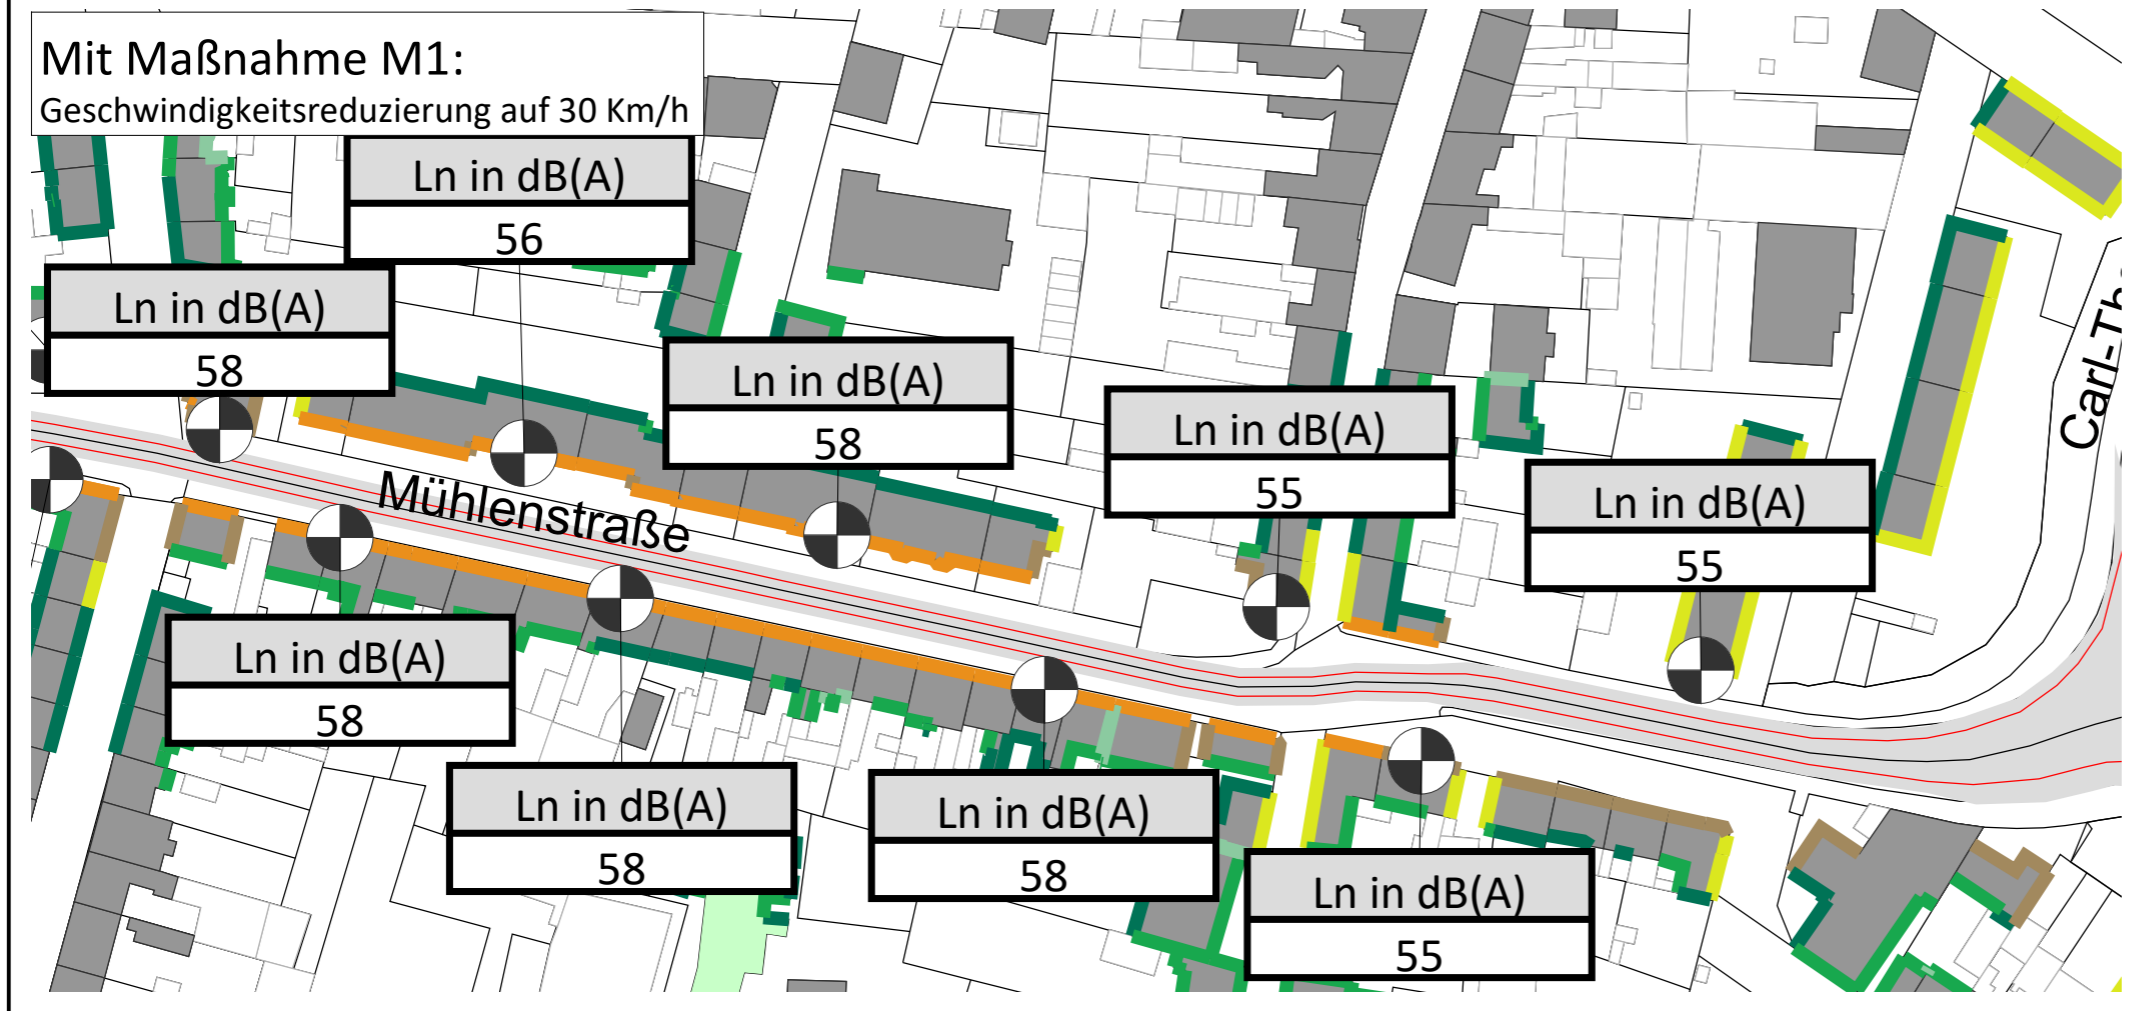 Mit Maßnahme M1:
Geschwindigkeitsreduzierung auf 30 Km/h
Ln in dB(A)
56
Ln in dB(A)
58
Ln in dB(A)
58
Ln in dB(A)
55
Ln in dB(A)
55
Mühlenstraße
Ln in dB(A)
58
Ln in dB(A)
58
Ln in dB(A)
58
Ln in dB(A)
55